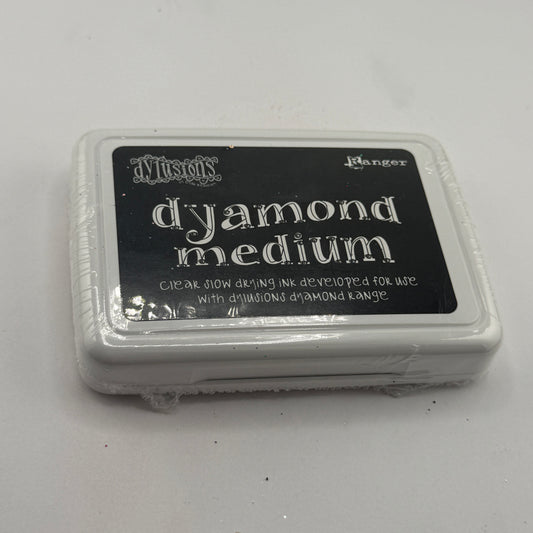 dylusions
Ranger
dyamond
medium
clear slow drying ink developed for use
with dylusions dyamond range